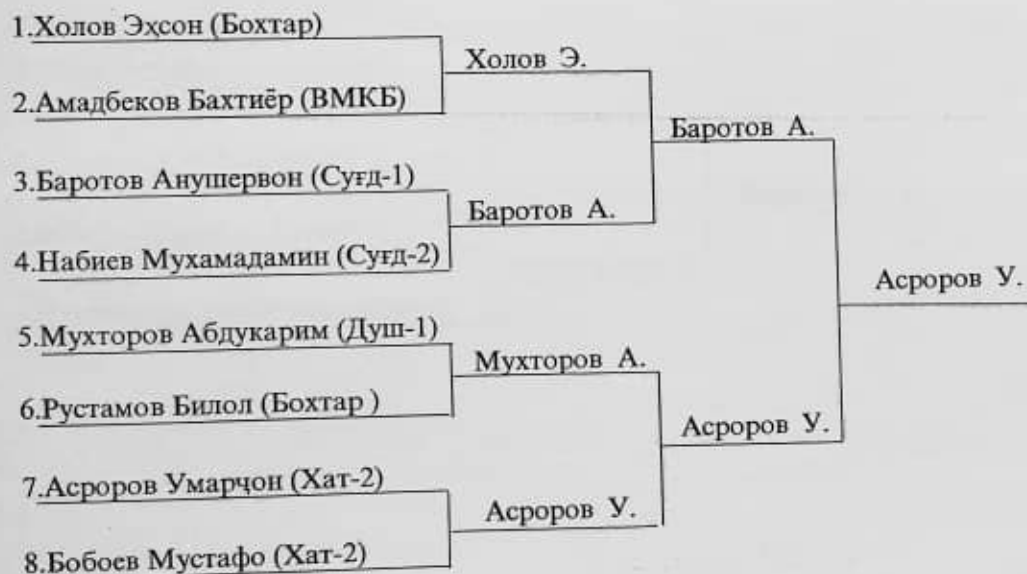 1.Холов Эҳсон (Бохтар)
Холов Э.
2.Амадбеков Бахтиёр (ВМКБ)
Баротов А.
3.Баротов Анушервон (Суғд-1)
Баротов А.
4.Набиев Мухамадамин (Суғд-2)
Асроров У.
5.Мухторов Абдукарим (Душ-1)
Мухторов А.
6.Рустамов Билол (Бохтар )
Асроров У.
7.Асроров Умарҷон (Хат-2)
Асроров У.
8.Бобоев Мустафо (Хат-2)